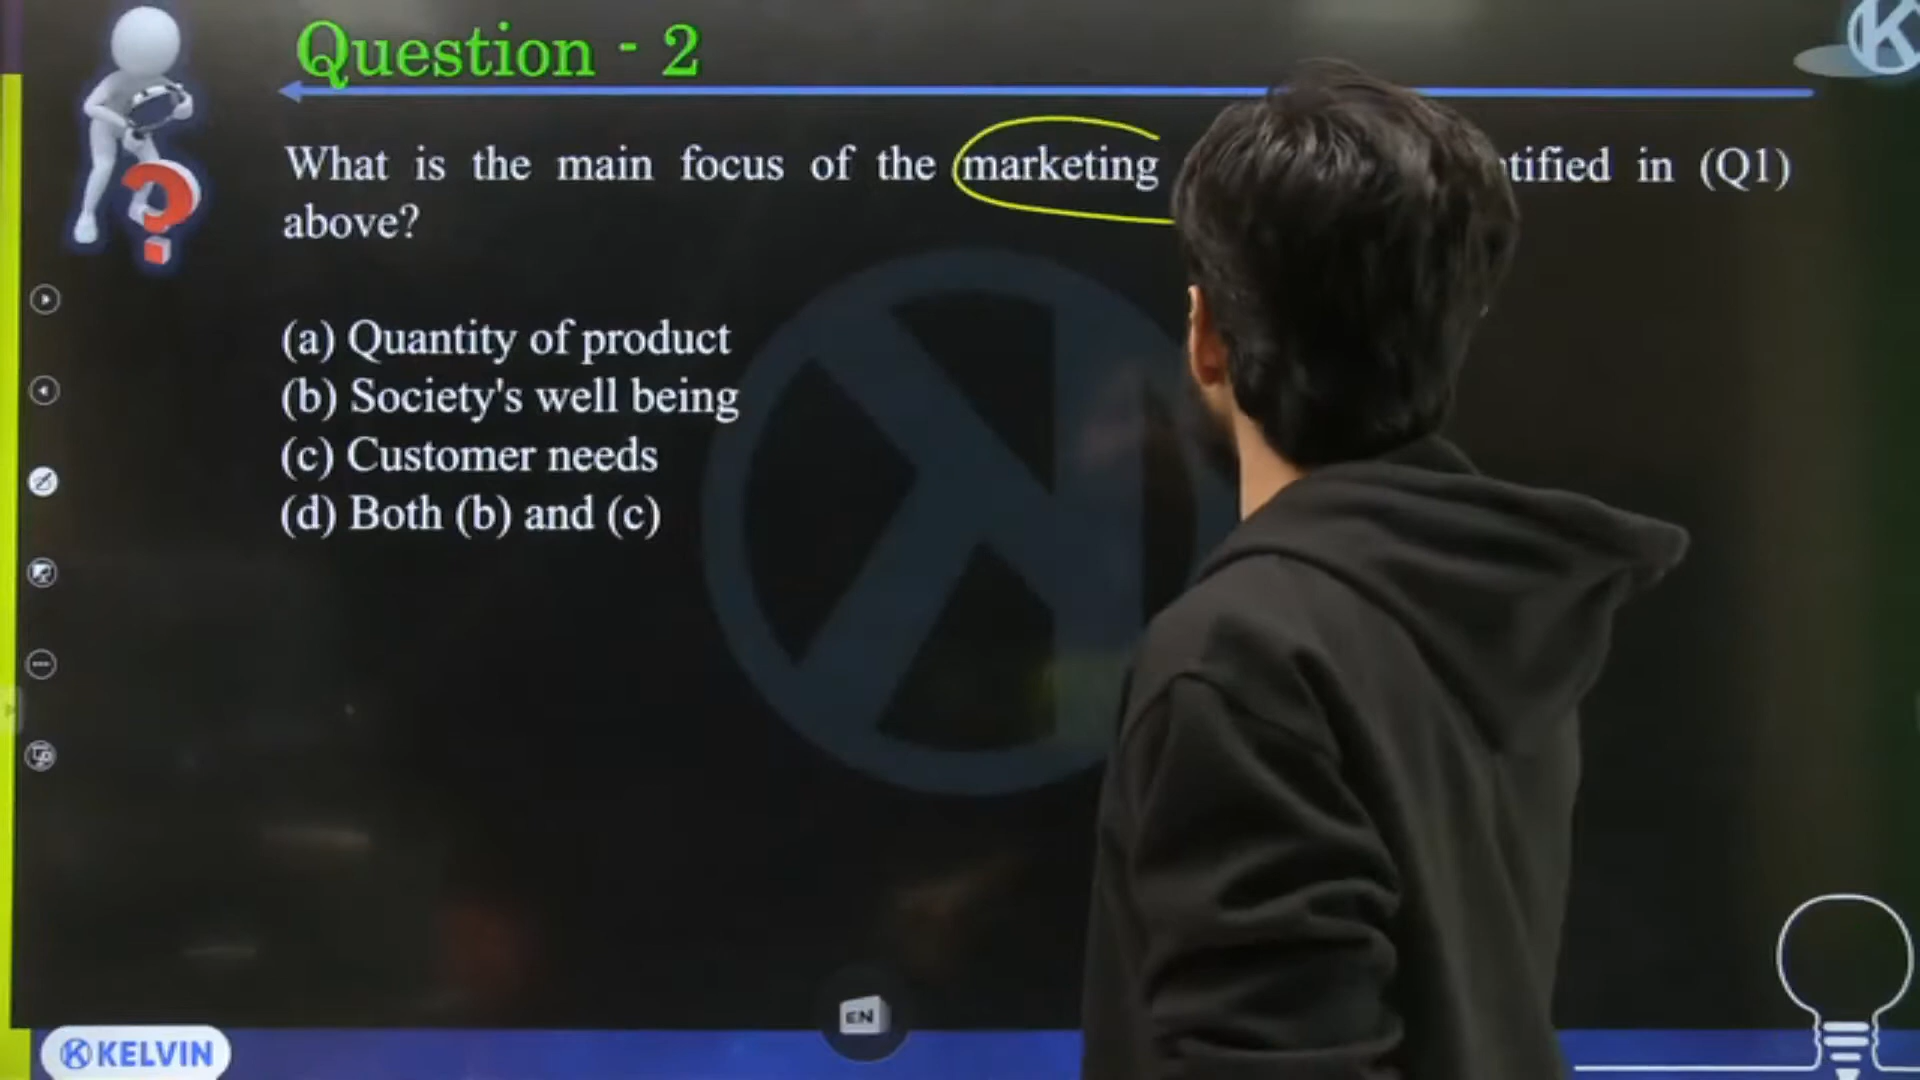 Question - 2
What is the main focus of the marketing in (Q1)
above?
(a) Quantity of product
(b) Society's well being
(c) Customer needs
(d) Both (b) and (c)
EN
KELVIN